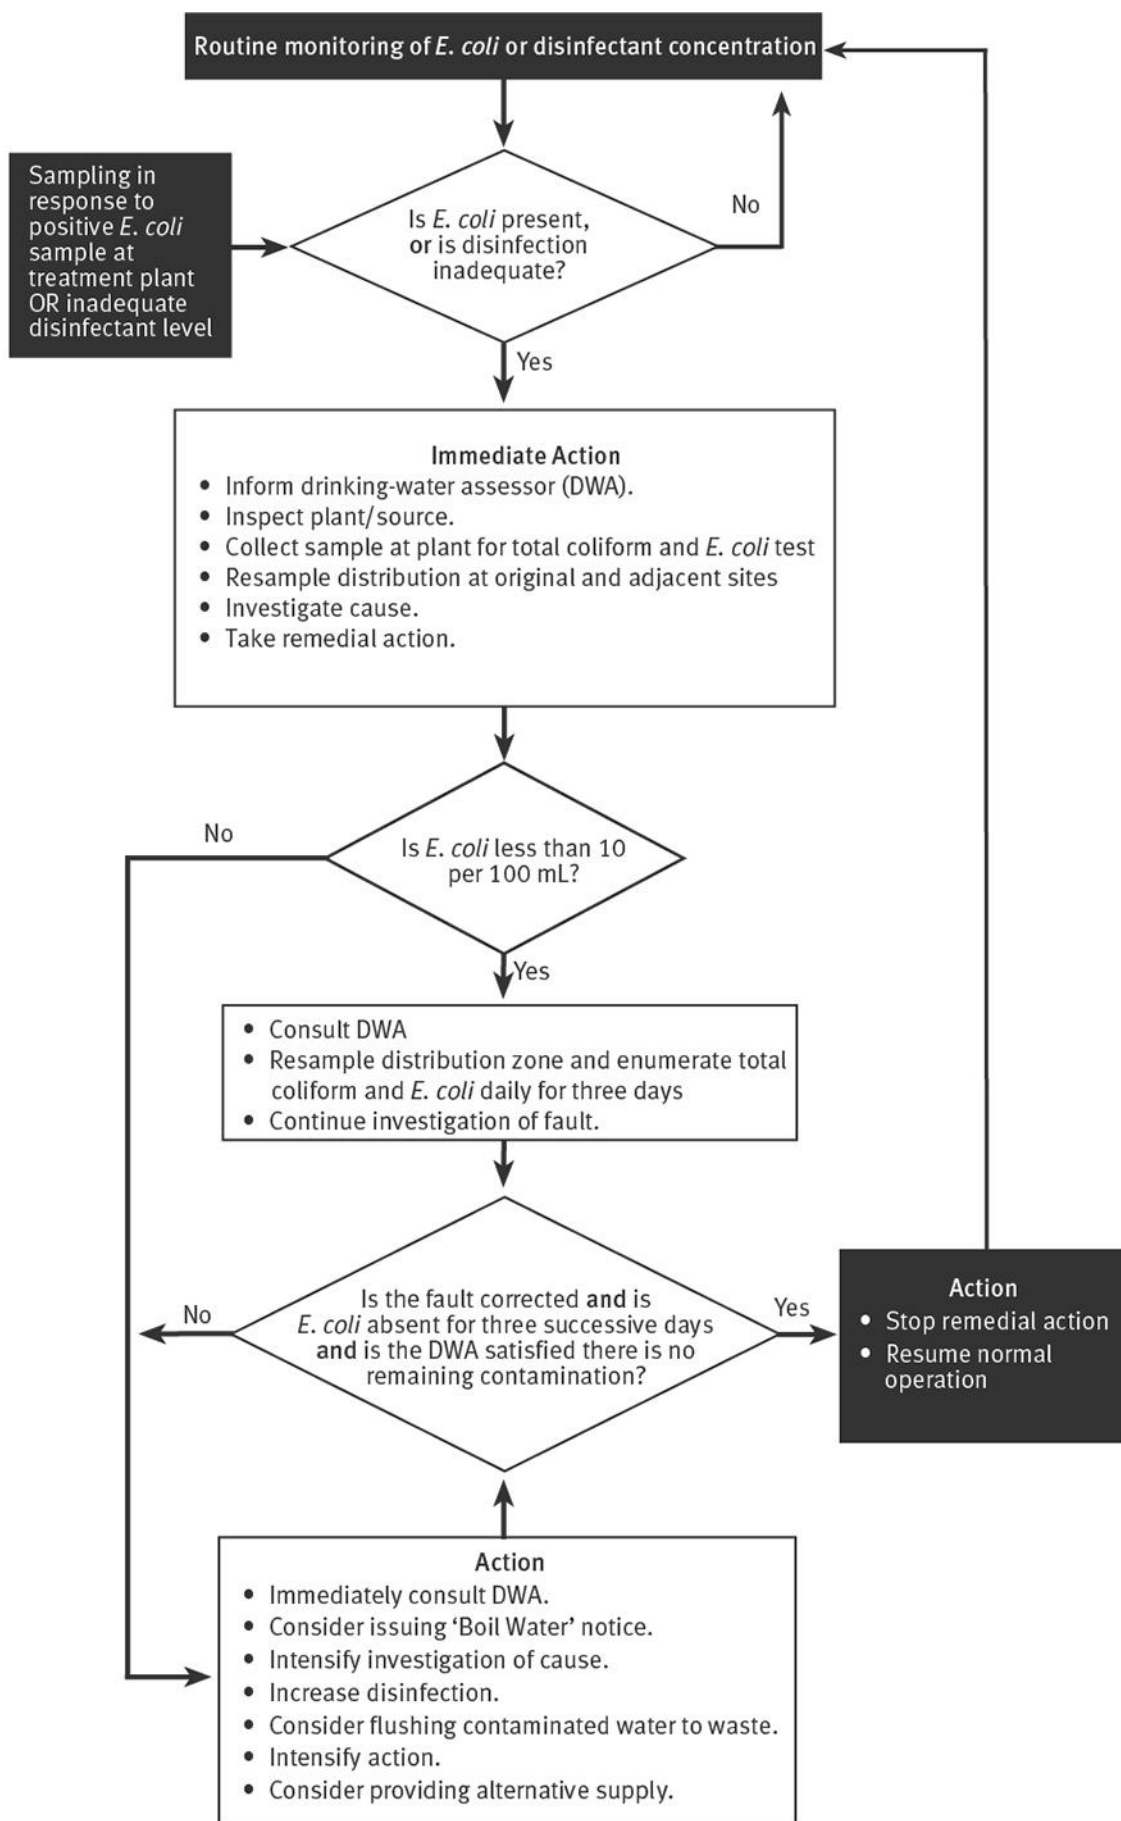 Routine monitoring of E. coli or disinfectant concentration
Sampling in
response to
positive E. coli
sample at
treatment plant
OR inadequate
disinfectant level
Is E. coli present,
or is disinfection
inadequate?
No
Yes
Immediate Action
• Inform drinking-water assessor (DWA).
• Inspect plant/source.
• Collect sample at plant for total coliform and E. coli test
• Resample distribution at original and adjacent sites
• Investigate cause.
• Take remedial action.
No
Is E. coli less than 10
per 100 mL?
Yes
• Consult DWA
• Resample distribution zone and enumerate total
coliform and E. coli daily for three days
• Continue investigation of fault.
No
Is the fault corrected and is
E. coli absent for three successive days
and is the DWA satisfied there is no
remaining contamination?
Yes
Action
• Stop remedial action
• Resume normal
operation
Action
• Immediately consult DWA.
• Consider issuing ‘Boil Water’ notice.
• Intensify investigation of cause.
• Increase disinfection.
• Consider flushing contaminated water to waste.
• Intensify action.
• Consider providing alternative supply.